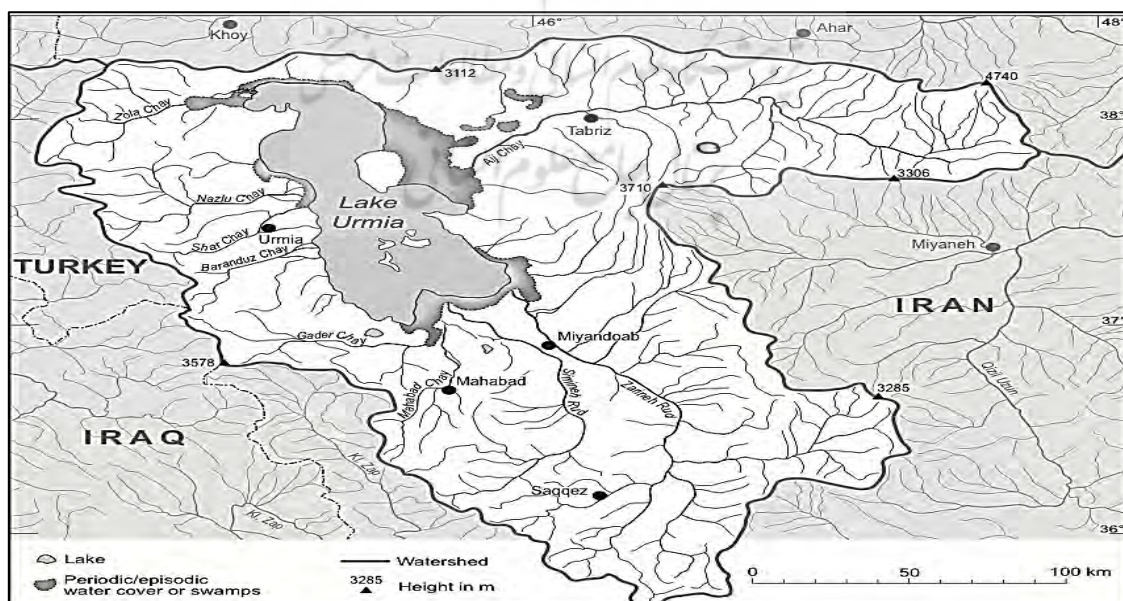 46°
48°
Khoy
Ahar
3112
4740
Zola Chay
38°
Tabriz
Aji Chay
3306
3710
Nazlu Chay
Lake
Urmia
Shar Chay
Urmia
Miyaneh
Baranduz Chay
TURKEY
IRAN
37°
Gader Chay
Miyandoab
3578
Mahabad
Mahabad Chay
Simineh Rud
Zarrineh Rud
3285
Qizi Uzun
IRAQ
Kl. Zap
Saqqez
Kl. Zap
36°
Lake
Periodic/episodic
water cover or swamps
Watershed
3285
Height in m
0 50 100 km